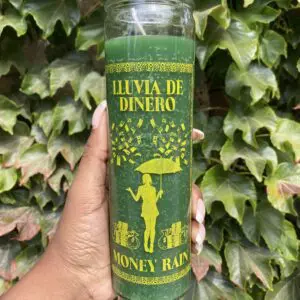 LLUVIA DE
DINERO
MONEY RAIN